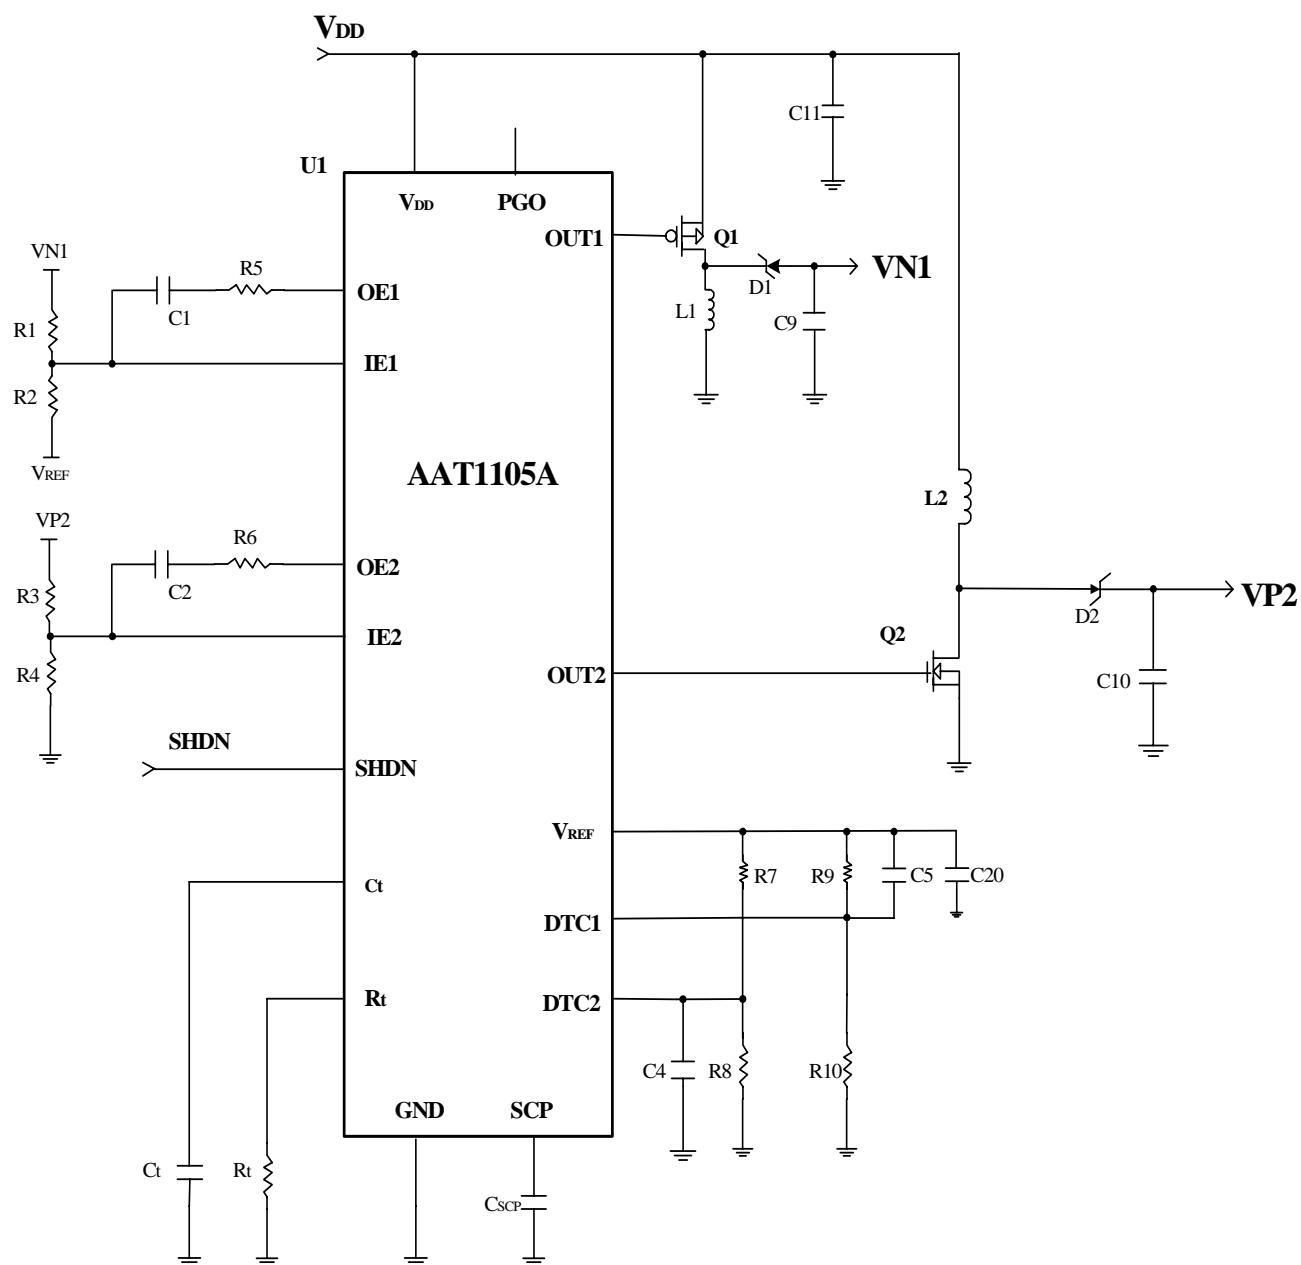 VDD
C11
U1
VDD
PGO
OUT1
Q1
VN1
R5
VN1
D1
OE1
C1
L1
C9
R1
IE1
R2
VREF
AAT1105A
L2
VP2
R6
OE2
C2
R3
VP2
D2
IE2
Q2
R4
OUT2
C10
SHDN
SHDN
VREF
R7
R9
C5
C20
Ct
DTC1
Rt
DTC2
C4
R8
R10
GND
SCP
Ct
Rt
CSCP